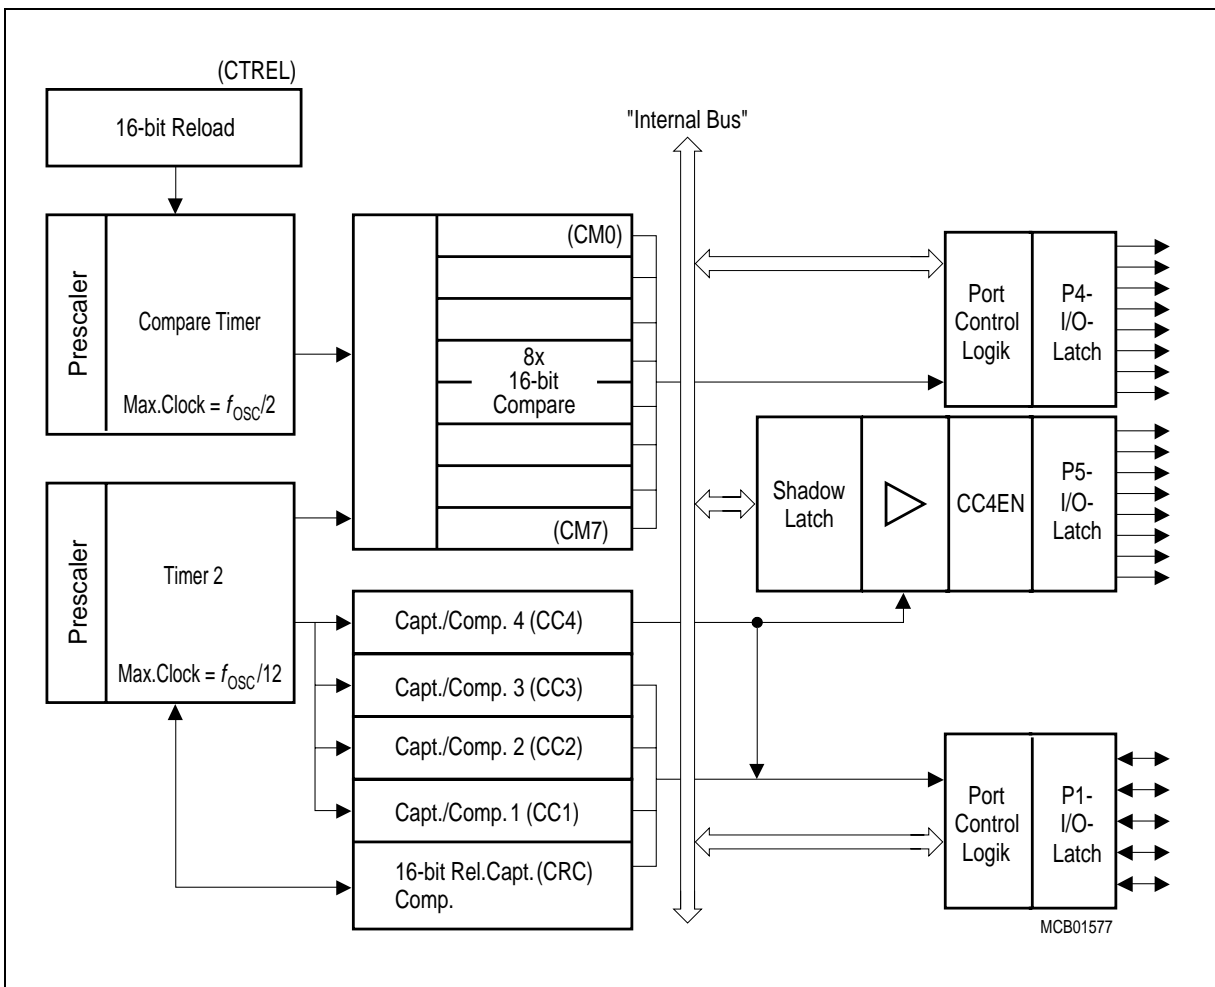 (CTREL)
16-bit Reload
"Internal Bus"
Prescaler
Compare Timer
Max.Clock = fOSC/2
(CM0)
8x
16-bit
Compare
(CM7)
Port
Control
Logik
P4-
I/O-
Latch
Shadow
Latch
CC4EN
P5-
I/O-
Latch
Prescaler
Timer 2
Max.Clock = fOSC/12
Capt./Comp. 4 (CC4)
Capt./Comp. 3 (CC3)
Capt./Comp. 2 (CC2)
Capt./Comp. 1 (CC1)
16-bit Rel.Capt. (CRC)
Comp.
Port
Control
Logik
P1-
I/O-
Latch
MCB01577